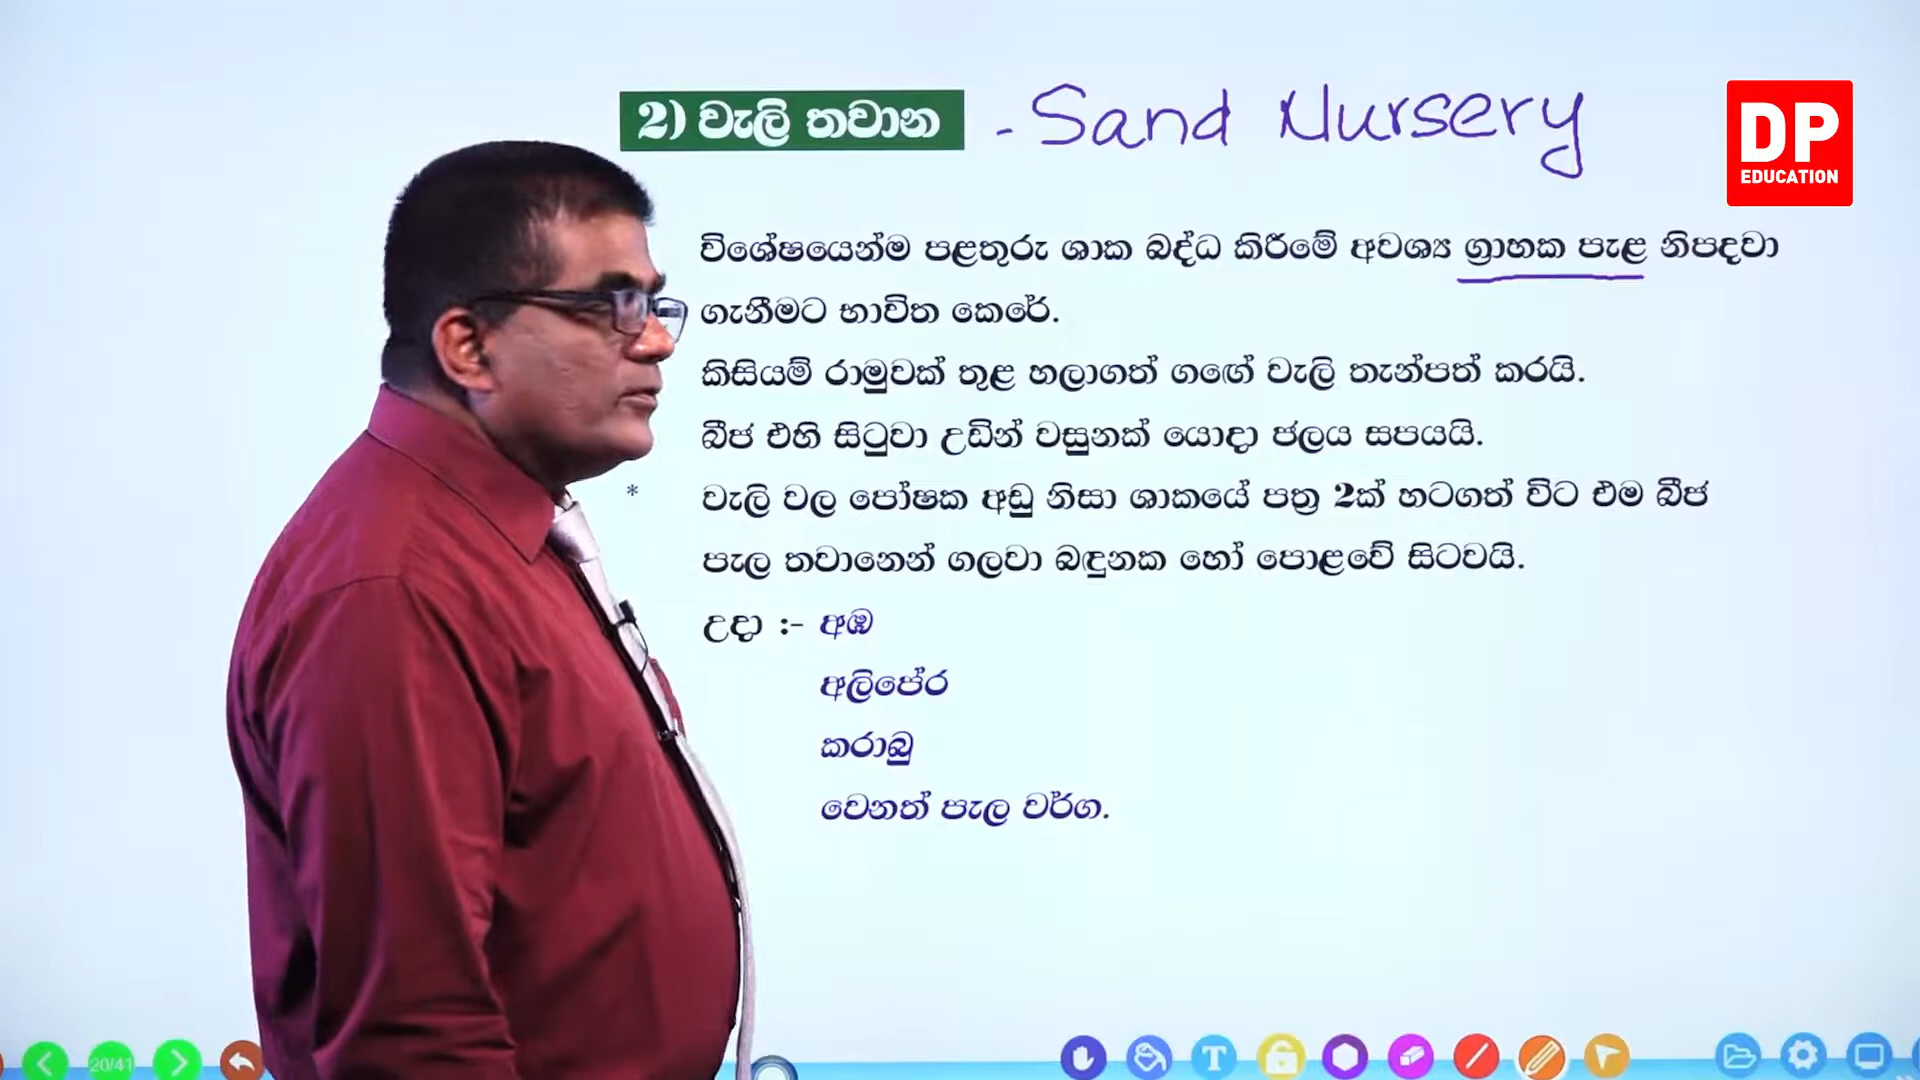 2) වැලි තවාන - Sand Nursery
DP
EDUCATION
විශේෂයෙන්ම පළතුරු ශාක බද්ධ කිරීමේ අවශ්‍ය ග්‍රාහක පැළ නිපදවා
ගැනීමට භාවිත කෙරේ.
කිසියම් රාමුවක් තුළ හලාගත් ගඟේ වැලි තැන්පත් කරයි.
බීජ එහි සිටුවා උඩින් වසුනක් යොදා ජලය සපයයි.
* වැලි වල පෝෂක අඩු නිසා ශාකයේ පත්‍ර 2ක් හටගත් විට එම බීජ
පැල තවානෙන් ගලවා බඳුනක හෝ පොළවේ සිටවයි.
උදා :- අඹ
අලිපේර
කරාබු
වෙනත් පැල වර්ග.
20/41
T